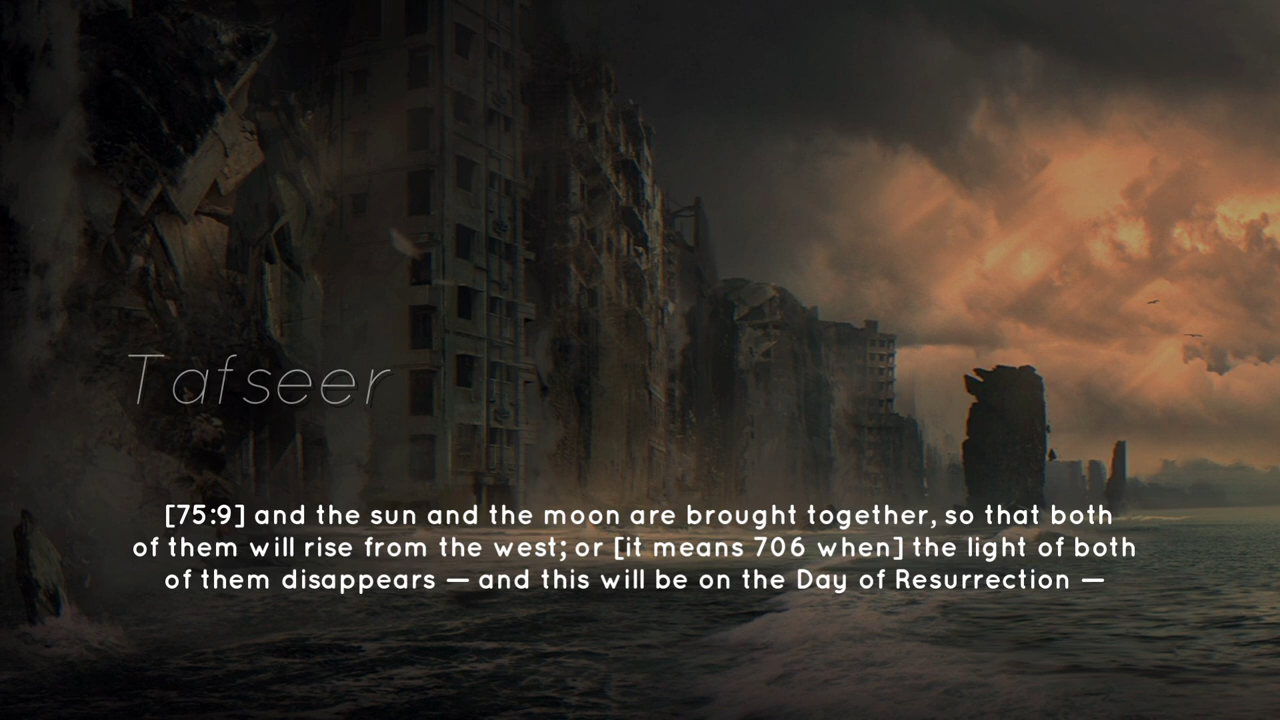 Tafseer
[75:9] and the sun and the moon are brought together, so that both
of them will rise from the west; or [it means 706 when] the light of both
of them disappears — and this will be on the Day of Resurrection —